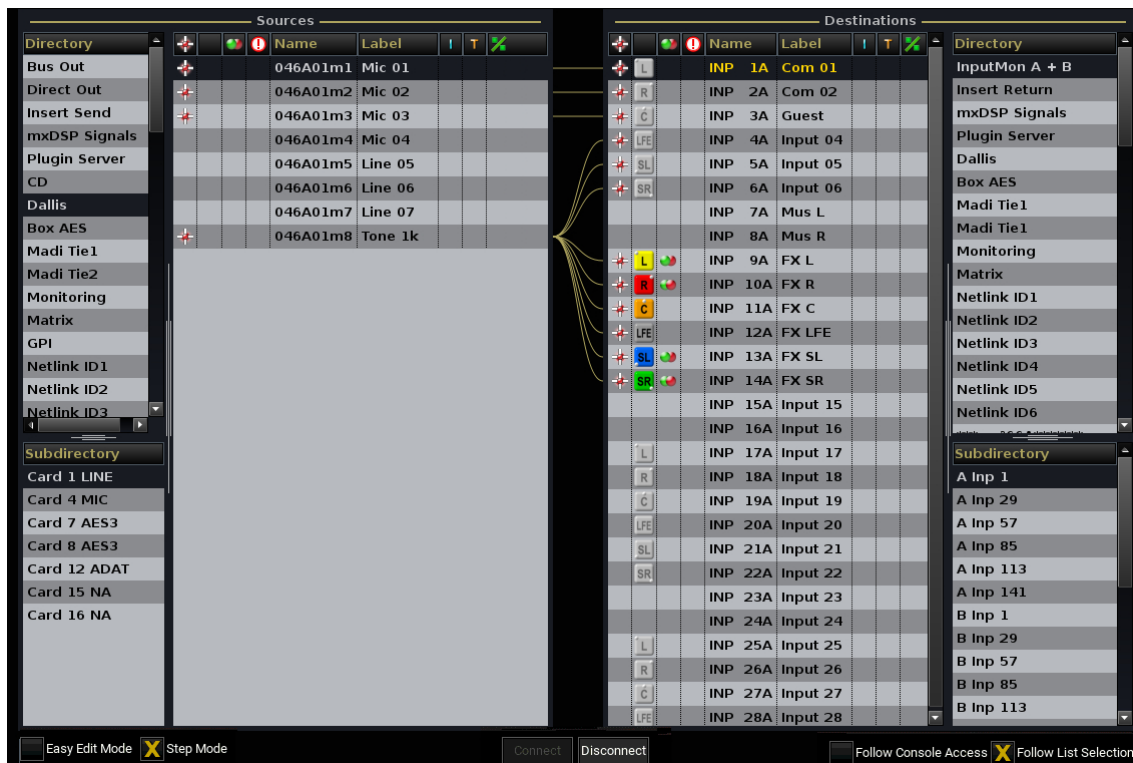 Sources
Destinations
Directory
Bus Out
Direct Out
Insert Send
mxDSP Signals
Plugin Server
CD
Dallis
Box AES
Madi Tie1
Madi Tie2
Monitoring
Matrix
GPI
Netlink ID1
Netlink ID2
Netlink ID3
Subdirectory
Card 1 LINE
Card 4 MIC
Card 7 AES3
Card 8 AES3
Card 12 ADAT
Card 15 NA
Card 16 NA
Name Label I T
046A01m1 Mic 01
046A01m2 Mic 02
046A01m3 Mic 03
046A01m4 Mic 04
046A01m5 Line 05
046A01m6 Line 06
046A01m7 Line 07
046A01m8 Tone 1k
Name Label I T
L INP 1A Com 01
R INP 2A Com 02
C INP 3A Guest
LFE INP 4A Input 04
SL INP 5A Input 05
SR INP 6A Input 06
INP 7A Mus L
INP 8A Mus R
L INP 9A FX L
R INP 10A FX R
C INP 11A FX C
LFE INP 12A FX LFE
SL INP 13A FX SL
SR INP 14A FX SR
INP 15A Input 15
INP 16A Input 16
L INP 17A Input 17
R INP 18A Input 18
C INP 19A Input 19
LFE INP 20A Input 20
SL INP 21A Input 21
SR INP 22A Input 22
INP 23A Input 23
INP 24A Input 24
L INP 25A Input 25
R INP 26A Input 26
C INP 27A Input 27
LFE INP 28A Input 28
Directory
InputMon A + B
Insert Return
mxDSP Signals
Plugin Server
Dallis
Box AES
Madi Tie1
Madi Tie1
Monitoring
Matrix
Netlink ID1
Netlink ID2
Netlink ID3
Netlink ID4
Netlink ID5
Netlink ID6
Subdirectory
A Inp 1
A Inp 29
A Inp 57
A Inp 85
A Inp 113
A Inp 141
B Inp 1
B Inp 29
B Inp 57
B Inp 85
B Inp 113
Easy Edit Mode X Step Mode
Connect
Disconnect
Follow Console Access X Follow List Selection